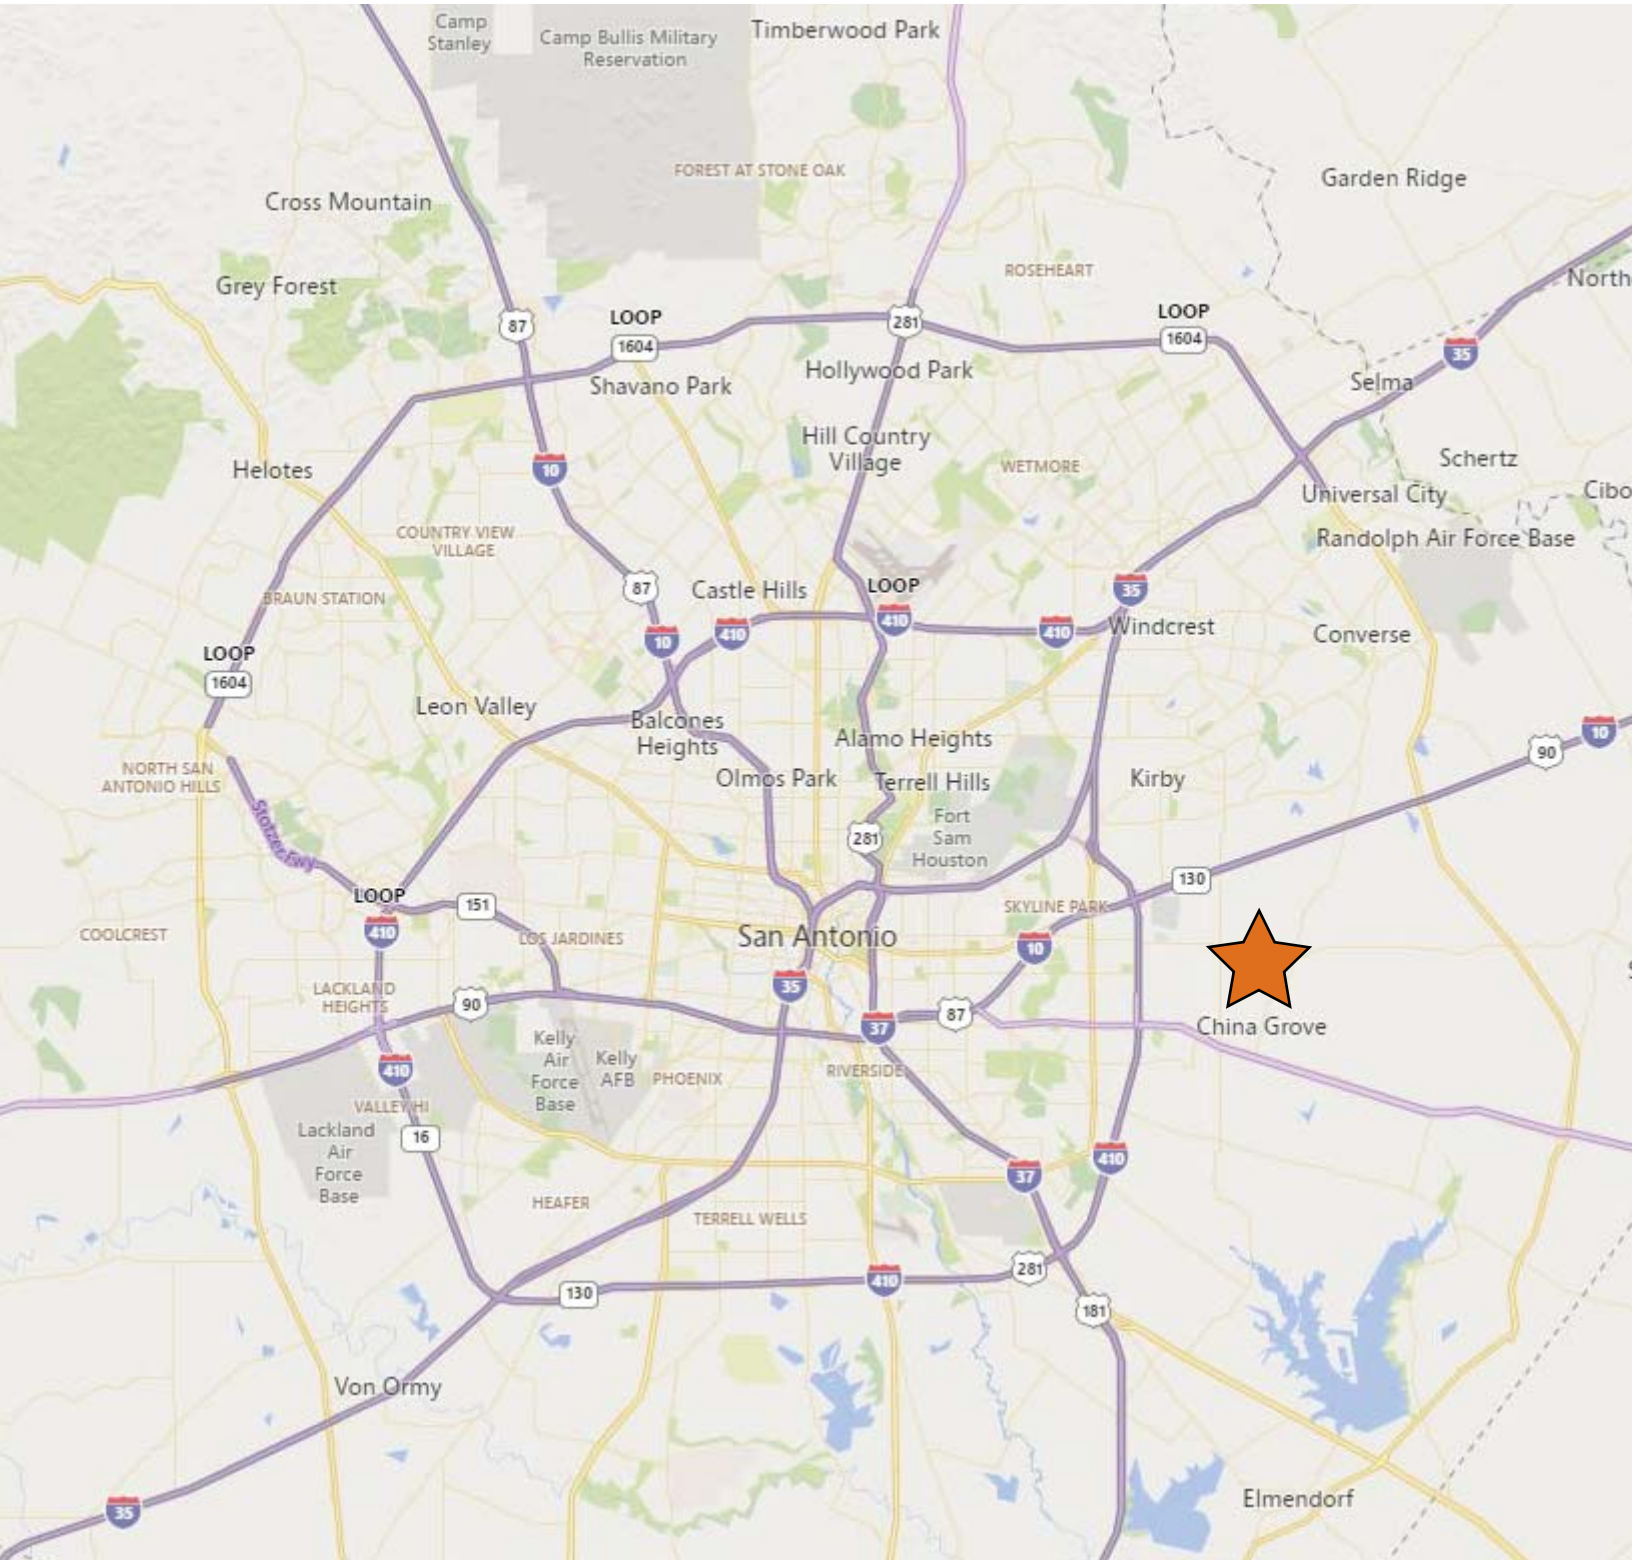 Camp
Stanley
Camp Bullis Military
Reservation
Timberwood Park
FOREST AT STONE OAK
Garden Ridge
Cross Mountain
ROSEHEART
North
Grey Forest
87
LOOP
1604
281
LOOP
1604
35
Hollywood Park
Shavano Park
Selma
Hill Country
Village
Helotes
10
WETMORE
Schertz
Universal City
Cibo
COUNTRY VIEW
VILLAGE
Randolph Air Force Base
BRAUN STATION
87
Castle Hills
LOOP
410
35
10
410
410
Windcrest
Converse
LOOP
1604
Leon Valley
Balcones
Heights
Alamo Heights
10
90
NORTH SAN
ANTONIO HILLS
Olmos Park
Terrell Hills
Kirby
Stotzer Fwy
281
Fort
Sam
Houston
LOOP
410
151
130
SKYLINE PARK
COOLCREST
LOS JARDINES
San Antonio
10
LACKLAND
HEIGHTS
90
35
87
37
China Grove
Kelly
Air
Force
Base
Kelly
AFB
410
PHOENIX
RIVERSIDE
VALLEY HI
16
Lackland
Air
Force
Base
410
37
HEAFER
TERRELL WELLS
130
410
281
181
Von Ormy
Elmendorf
35